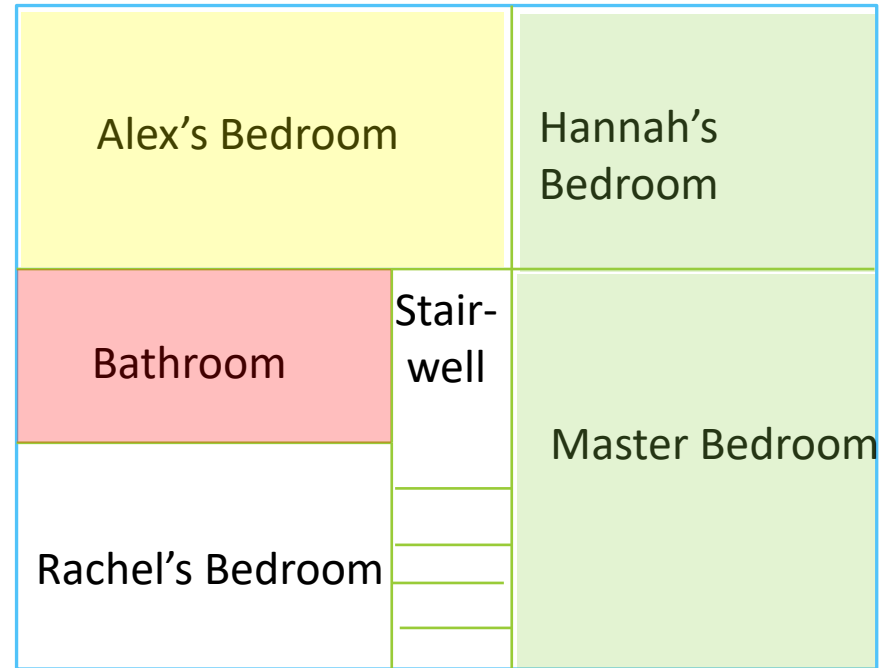 Alex’s Bedroom
Hannah’s
Bedroom
Bathroom
Stair-
well
Master Bedroom
Rachel’s Bedroom